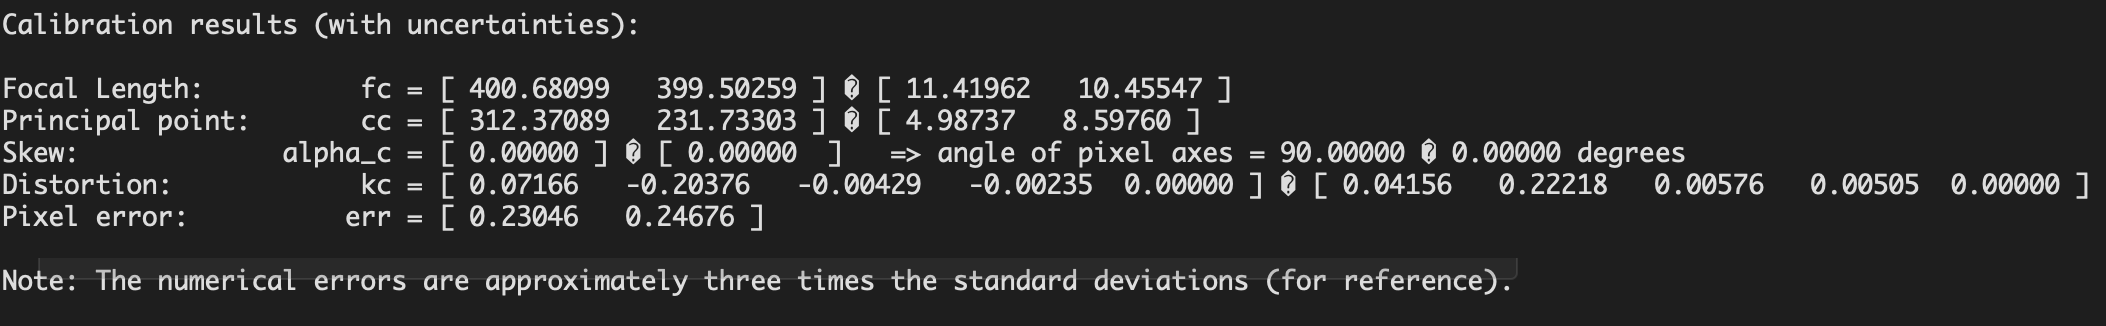 Calibration results (with uncertainties):
Focal Length: fc = [ 400.68099 399.50259 ] � [ 11.41962 10.45547 ]
Principal point: cc = [ 312.37089 231.73303 ] � [ 4.98737 8.59760 ]
Skew: alpha_c = [ 0.00000 ] � [ 0.00000 ] => angle of pixel axes = 90.00000 � 0.00000 degrees
Distortion: kc = [ 0.07166 -0.20376 -0.00429 -0.00235 0.00000 ] � [ 0.04156 0.22218 0.00576 0.00505 0.00000 ]
Pixel error: err = [ 0.23046 0.24676 ]
Note: The numerical errors are approximately three times the standard deviations (for reference).